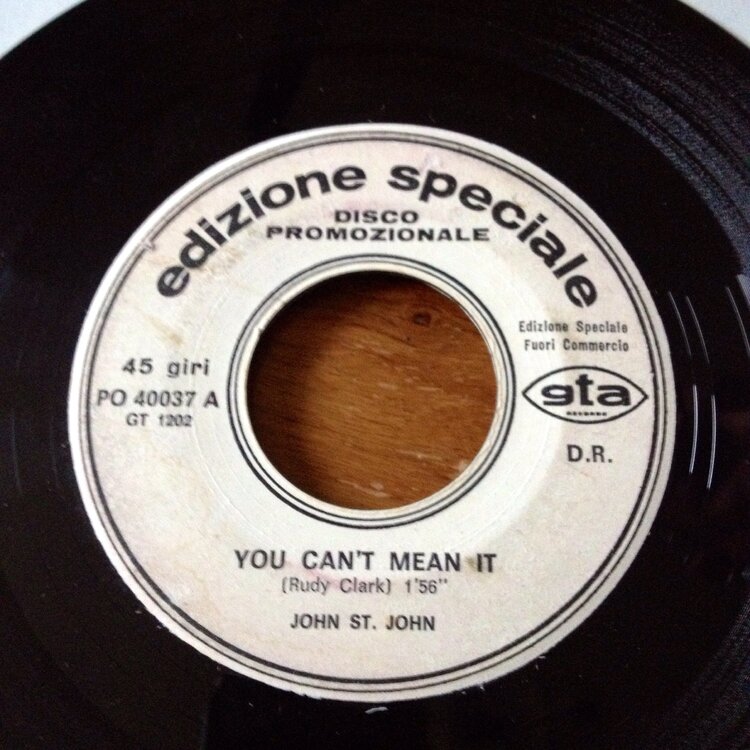 edizione speciale
DISCO
PROMOZIONALE
Edizione Speciale
Fuori Commercio
45 giri
PO 40037 A
GT 1202
gta
RECORDS
D.R.
YOU CAN'T MEAN IT
(Rudy Clark) 1'56"
JOHN ST. JOHN